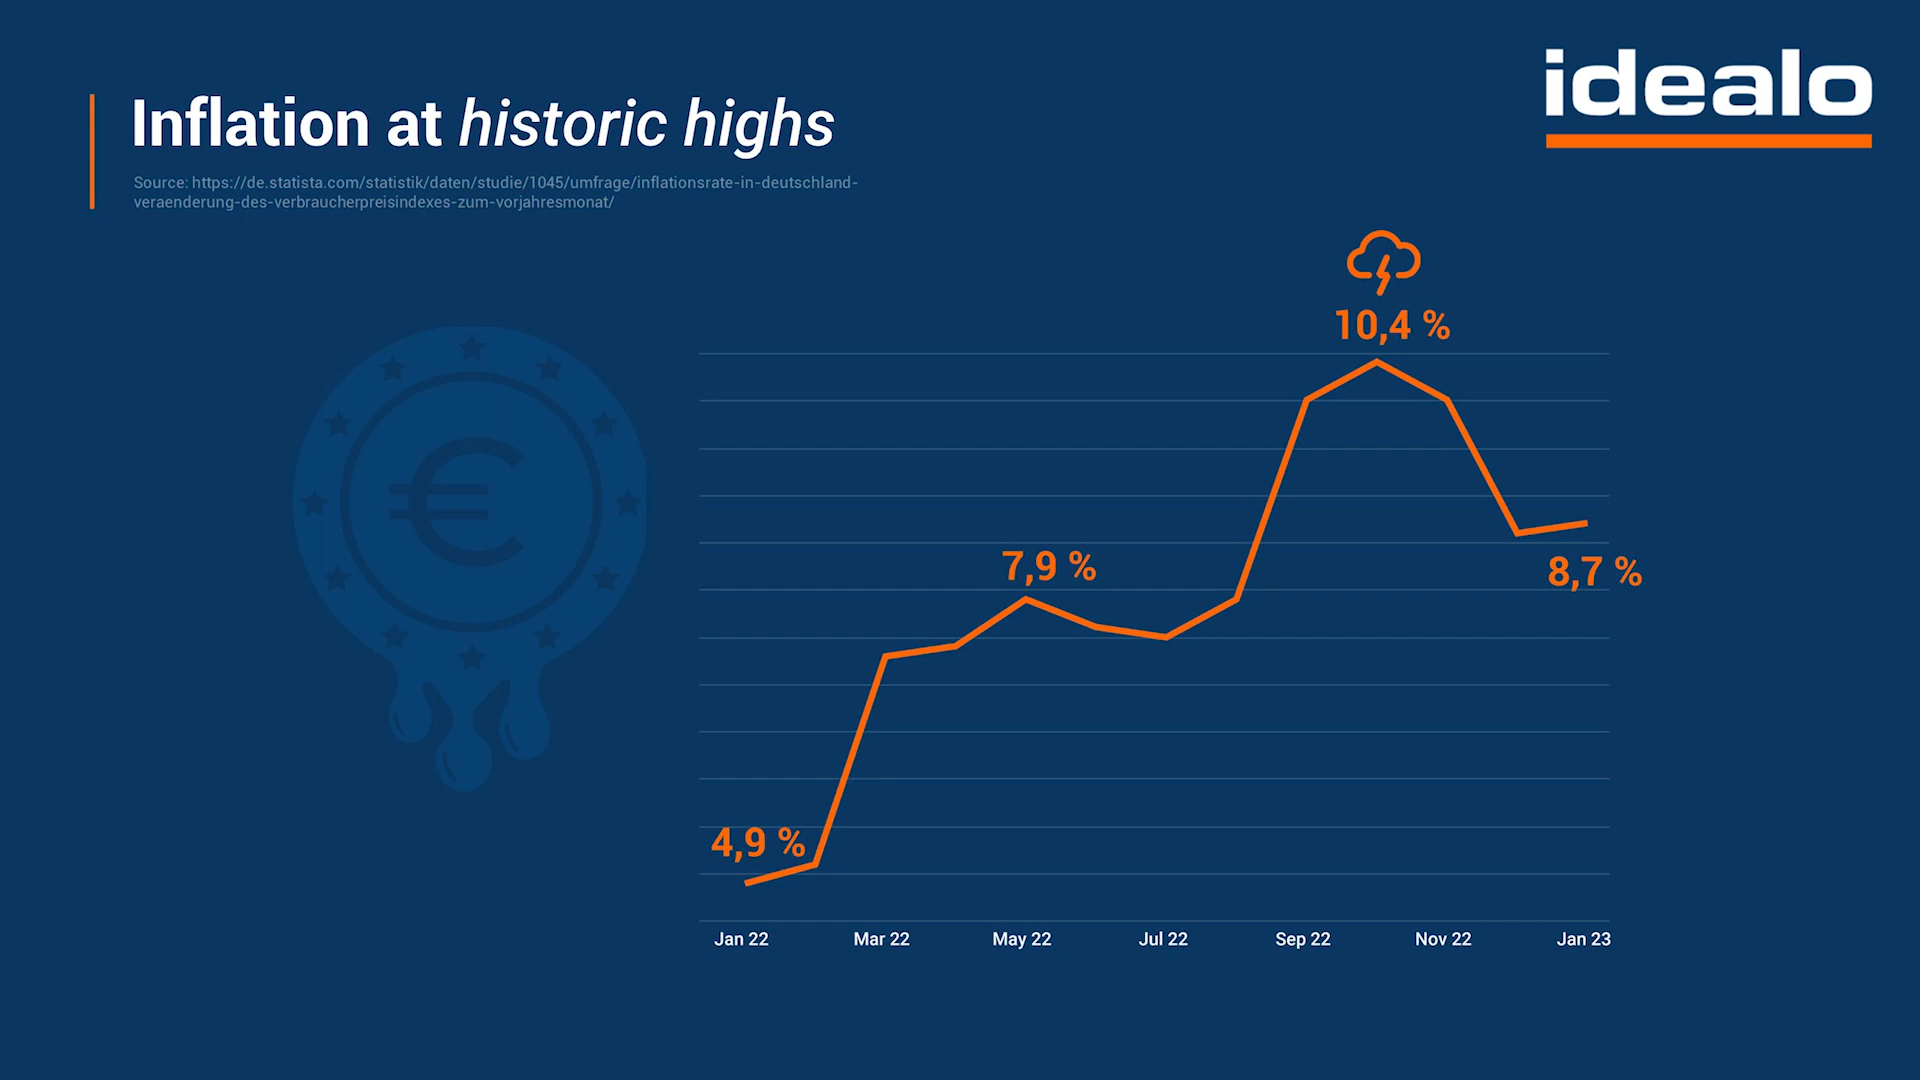 idealo
Inflation at historic highs
Source: https://de.statista.com/statistik/daten/studie/1045/umfrage/inflationsrate-in-deutschland-
veraenderung-des-verbraucherpreisindexes-zum-vorjahresmonat/
10,4 %
7,9 %
8,7 %
4,9 %
Jan 22 Mar 22 May 22 Jul 22 Sep 22 Nov 22 Jan 23